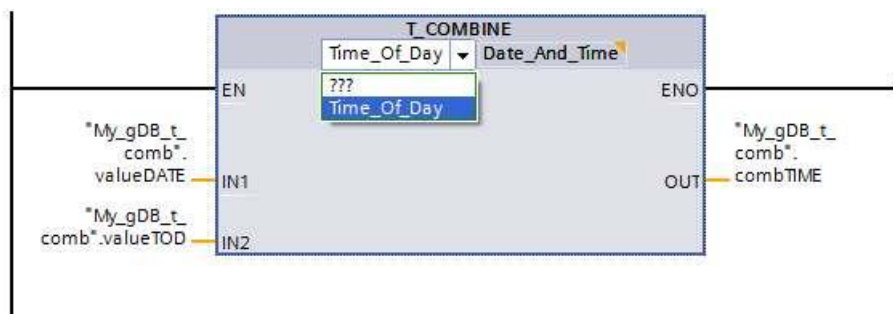 T_COMBINE
Time_Of_Day Date_And_Time
???
Time_Of_Day
EN
ENO
"My_gDB_t_
comb".
valueDATE
IN1
"My_gDB_t_
comb".valueTOD
IN2
OUT
"My_gDB_t_
comb".
combTIME